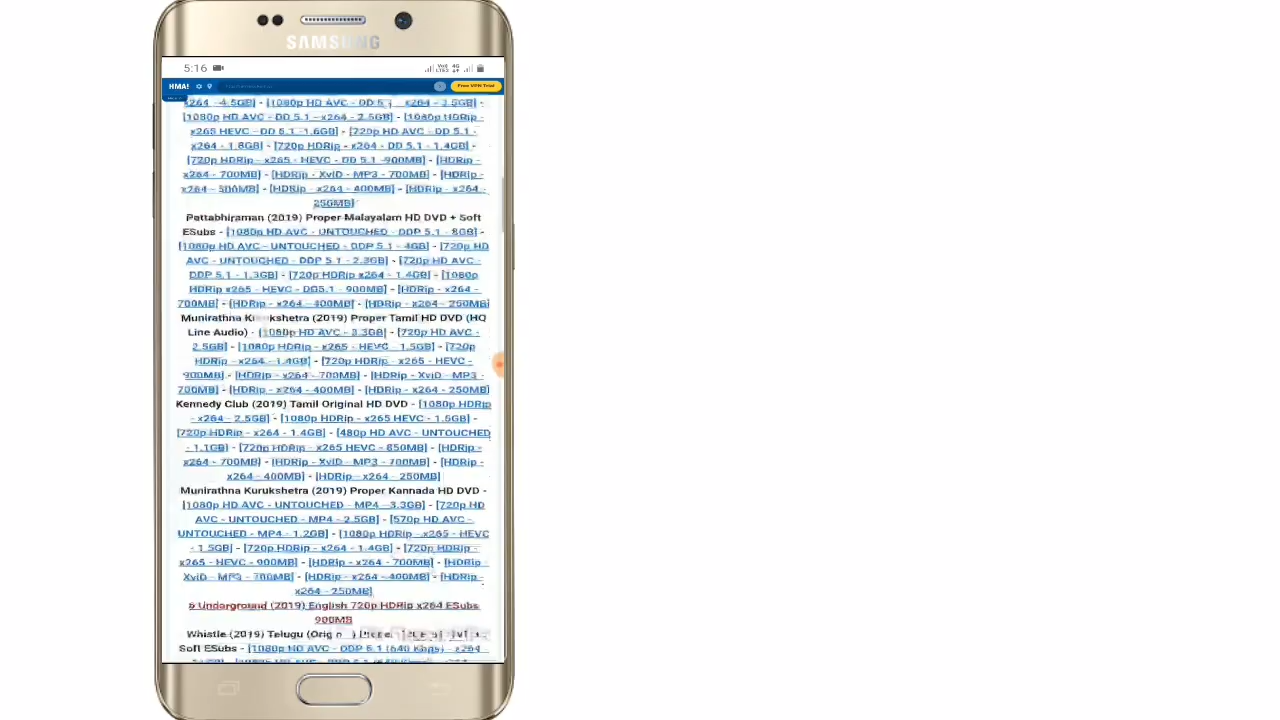 SAMSUNG
5:16
HMA!
Free VPN Trial
x264 - 4.5GB] - [1080p HD AVC - DD 5.1 x264 - 3.5GB] -
[1080p HD AVC - DD 5.1 - x264 - 2.5GB] - [1080p HDRip -
x265 HEVC - DD 5.1 -1.6GB] - [720p HD AVC - DD 5.1 -
x264 - 1.8GB] - [720p HDRip - x264 - DD 5.1 - 1.4GB] -
[720p HDRip - x265 - HEVC - DD 5.1 -900MB] - [HDRip -
x264 - 700MB] - [HDRip - XviD - MP3 - 700MB] - [HDRip -
x264 - 500MB] - [HDRip - x264 - 400MB] - [HDRip - x264 -
250MB]
Pattabhiraman (2019) Proper Malayalam HD DVD + Soft
ESubs - [1080p HD AVC - UNTOUCHED - DDP 5.1 - 8GB] -
[1080p HD AVC - UNTOUCHED - DDP 5.1 - 4GB] - [720p HD
AVC - UNTOUCHED - DDP 5.1 - 2.3GB] - [720p HD AVC -
DDP 5.1 - 1.3GB] - [720p HDRip x264 - 1.4GB] - [1080p
HDRip x265 - HEVC - DD5.1 - 900MB] - [HDRip - x264 -
700MB] - [HDRip - x264 - 400MB] - [HDRip - x264 - 250MB]
Munirathna kshetra (2019) Proper Tamil HD DVD (HQ
Line Audio) - [1080p HD AVC - 3.3GB] - [720p HD AVC -
2.5GB] - [1080p HDRip - x265 - HEVC - 1.5GB] - [720p
HDRip - x264 - 1.4GB] - [720p HDRip - x265 - HEVC -
900MB] - [HDRip - x264 - 700MB] - [HDRip - XviD - MP3 -
700MB] - [HDRip - x264 - 400MB] - [HDRip - x264 - 250MB]
Kennedy Club (2019) Tamil Original HD DVD - [1080p HDRip
- x264 - 2.5GB] - [1080p HDRip - x265 HEVC - 1.5GB] -
[720p HDRip - x264 - 1.4GB] - [480p HD AVC - UNTOUCHED
- 1.1GB] - [720p HDRip - x265 HEVC - 850MB] - [HDRip -
x264 - 700MB] - [HDRip - XviD - MP3 - 700MB] - [HDRip -
x264 - 400MB] - [HDRip - x264 - 250MB]
Munirathna Kurukshetra (2019) Proper Kannada HD DVD -
[1080p HD AVC - UNTOUCHED - MP4 - 3.3GB] - [720p HD
AVC - UNTOUCHED - MP4 - 2.5GB] - [570p HD AVC -
UNTOUCHED - MP4 - 1.2GB] - [1080p HDRip - x265 - HEVC
- 1.5GB] - [720p HDRip - x264 - 1.4GB] - [720p HDRip -
x265 - HEVC - 900MB] - [HDRip - x264 - 700MB] - [HDRip -
XviD - MP3 - 700MB] - [HDRip - x264 - 400MB] - [HDRip -
x264 - 250MB]
6 Underground (2019) English 720p HDRip x264 ESubs
900MB
Whistle (2019) Telugu
Soft ESubs - [1080p HD AVC - DDP 5.1 (640 Kbps) - x264 -